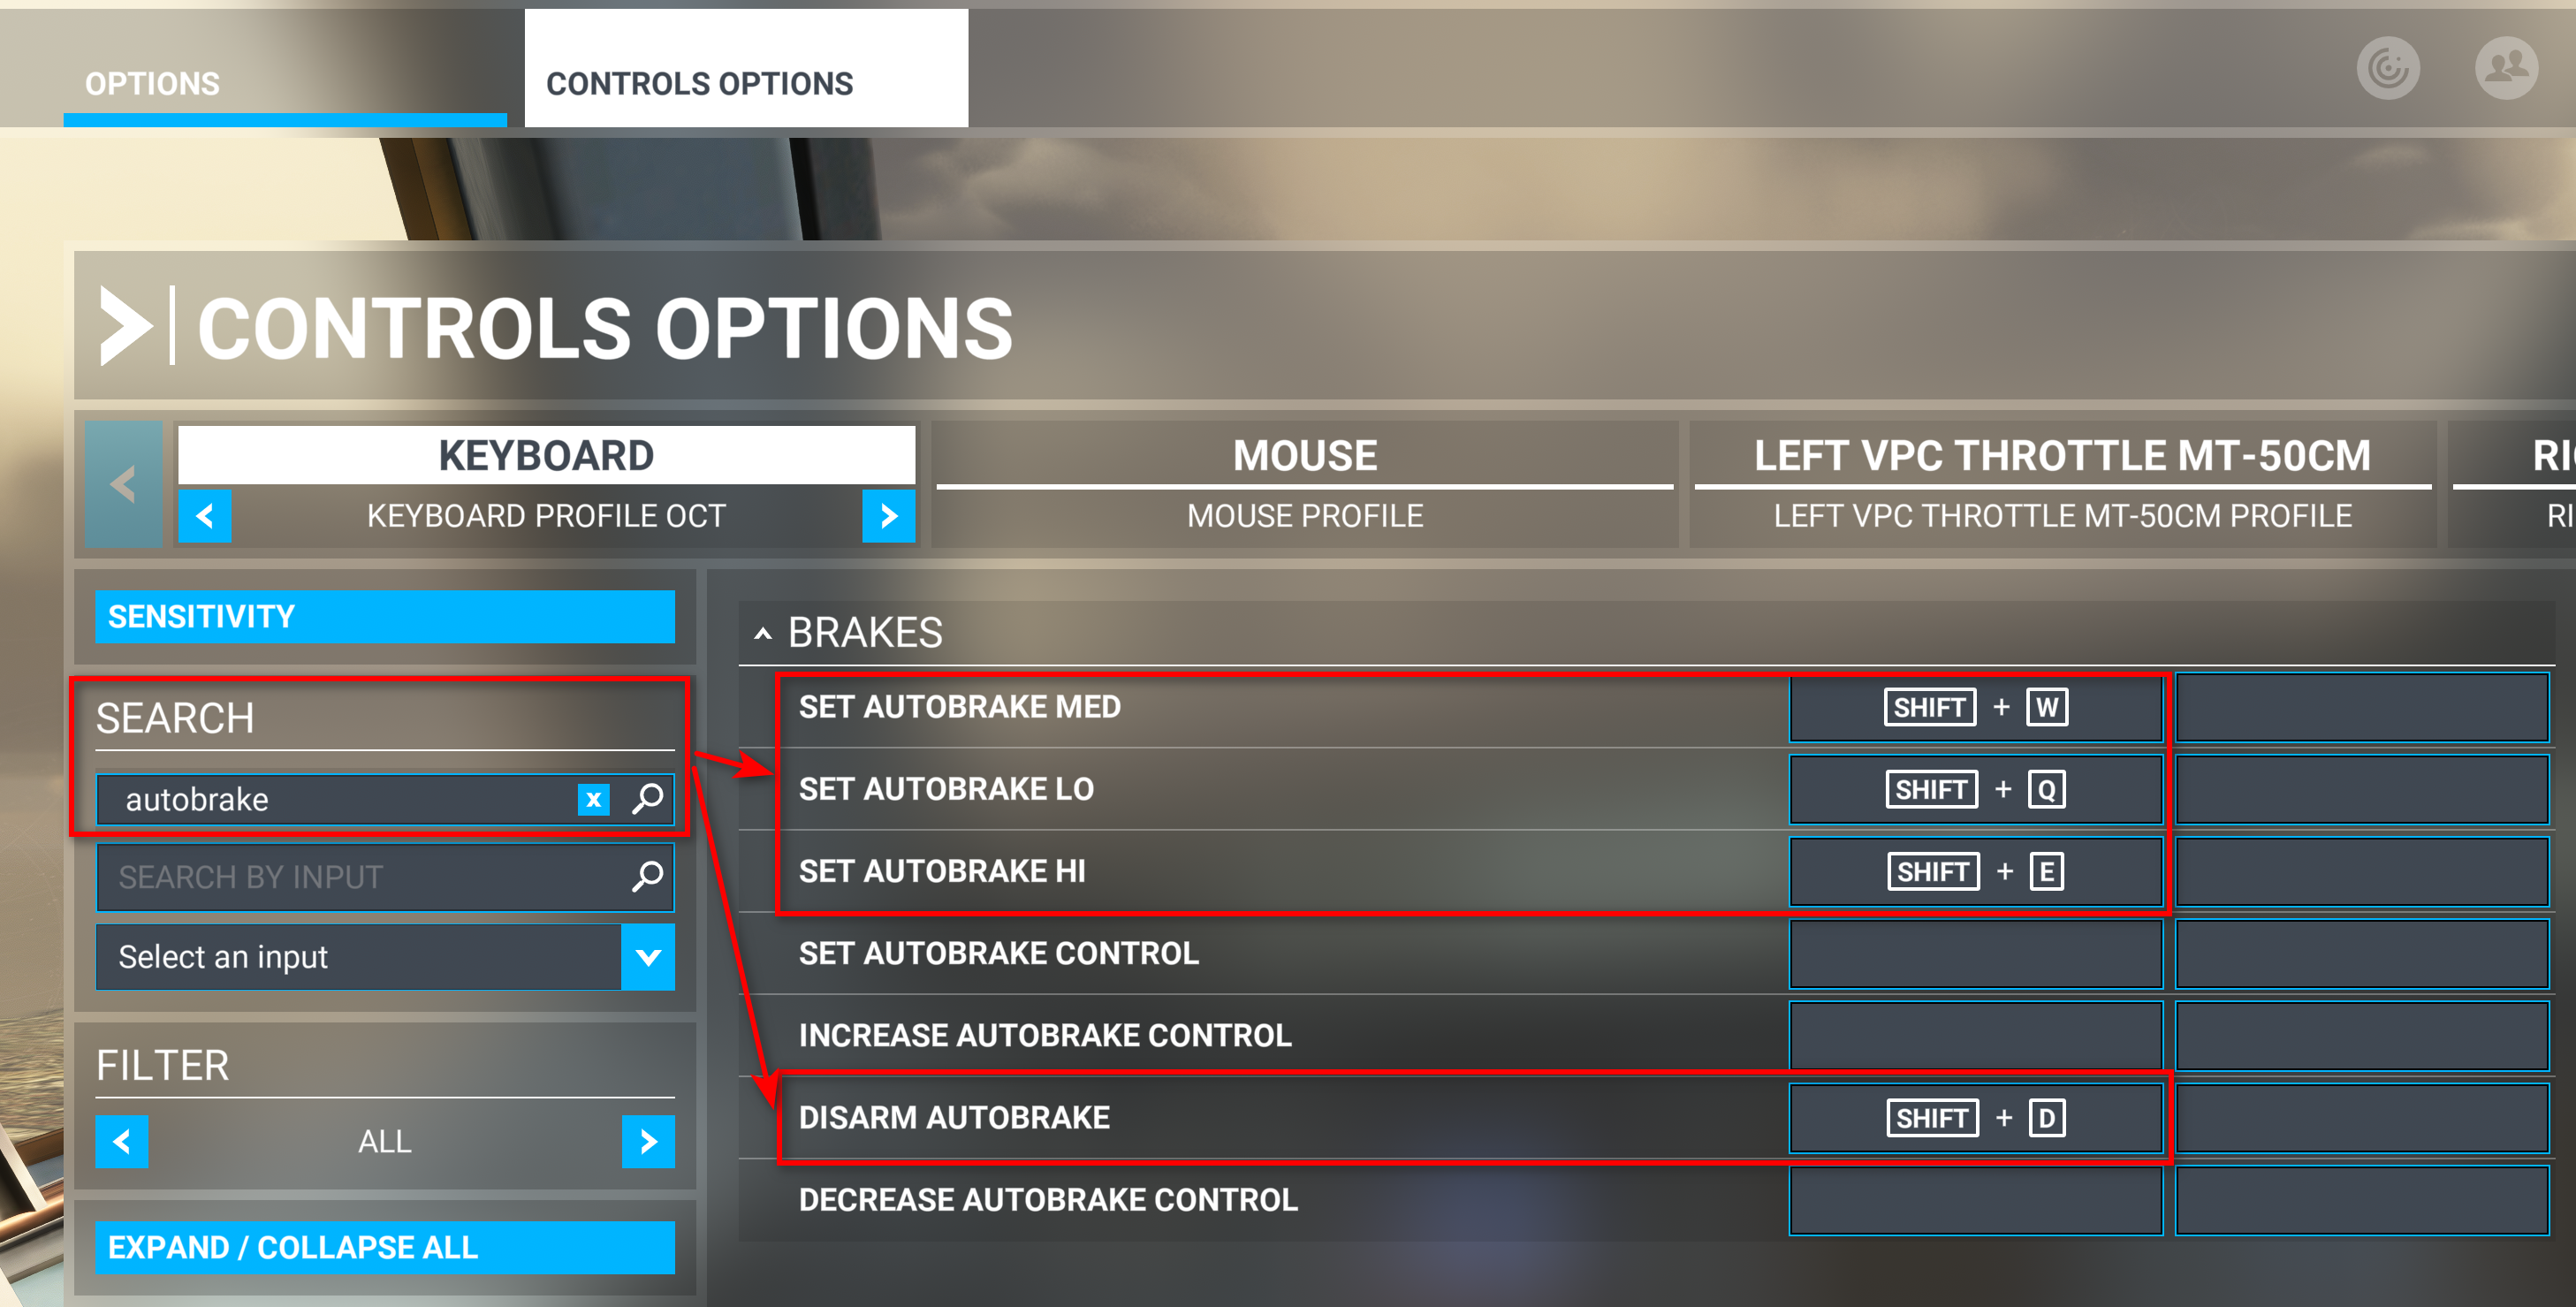 OPTIONS
CONTROLS OPTIONS
CONTROLS OPTIONS
KEYBOARD
KEYBOARD PROFILE OCT
MOUSE
MOUSE PROFILE
LEFT VPC THROTTLE MT-50CM
LEFT VPC THROTTLE MT-50CM PROFILE
RI
SENSITIVITY
SEARCH
autobrake
x
SEARCH BY INPUT
Select an input
FILTER
ALL
EXPAND / COLLAPSE ALL
BRAKES
SET AUTOBRAKE MED SHIFT + W
SET AUTOBRAKE LO SHIFT + Q
SET AUTOBRAKE HI SHIFT + E
SET AUTOBRAKE CONTROL
INCREASE AUTOBRAKE CONTROL
DISARM AUTOBRAKE SHIFT + D
DECREASE AUTOBRAKE CONTROL